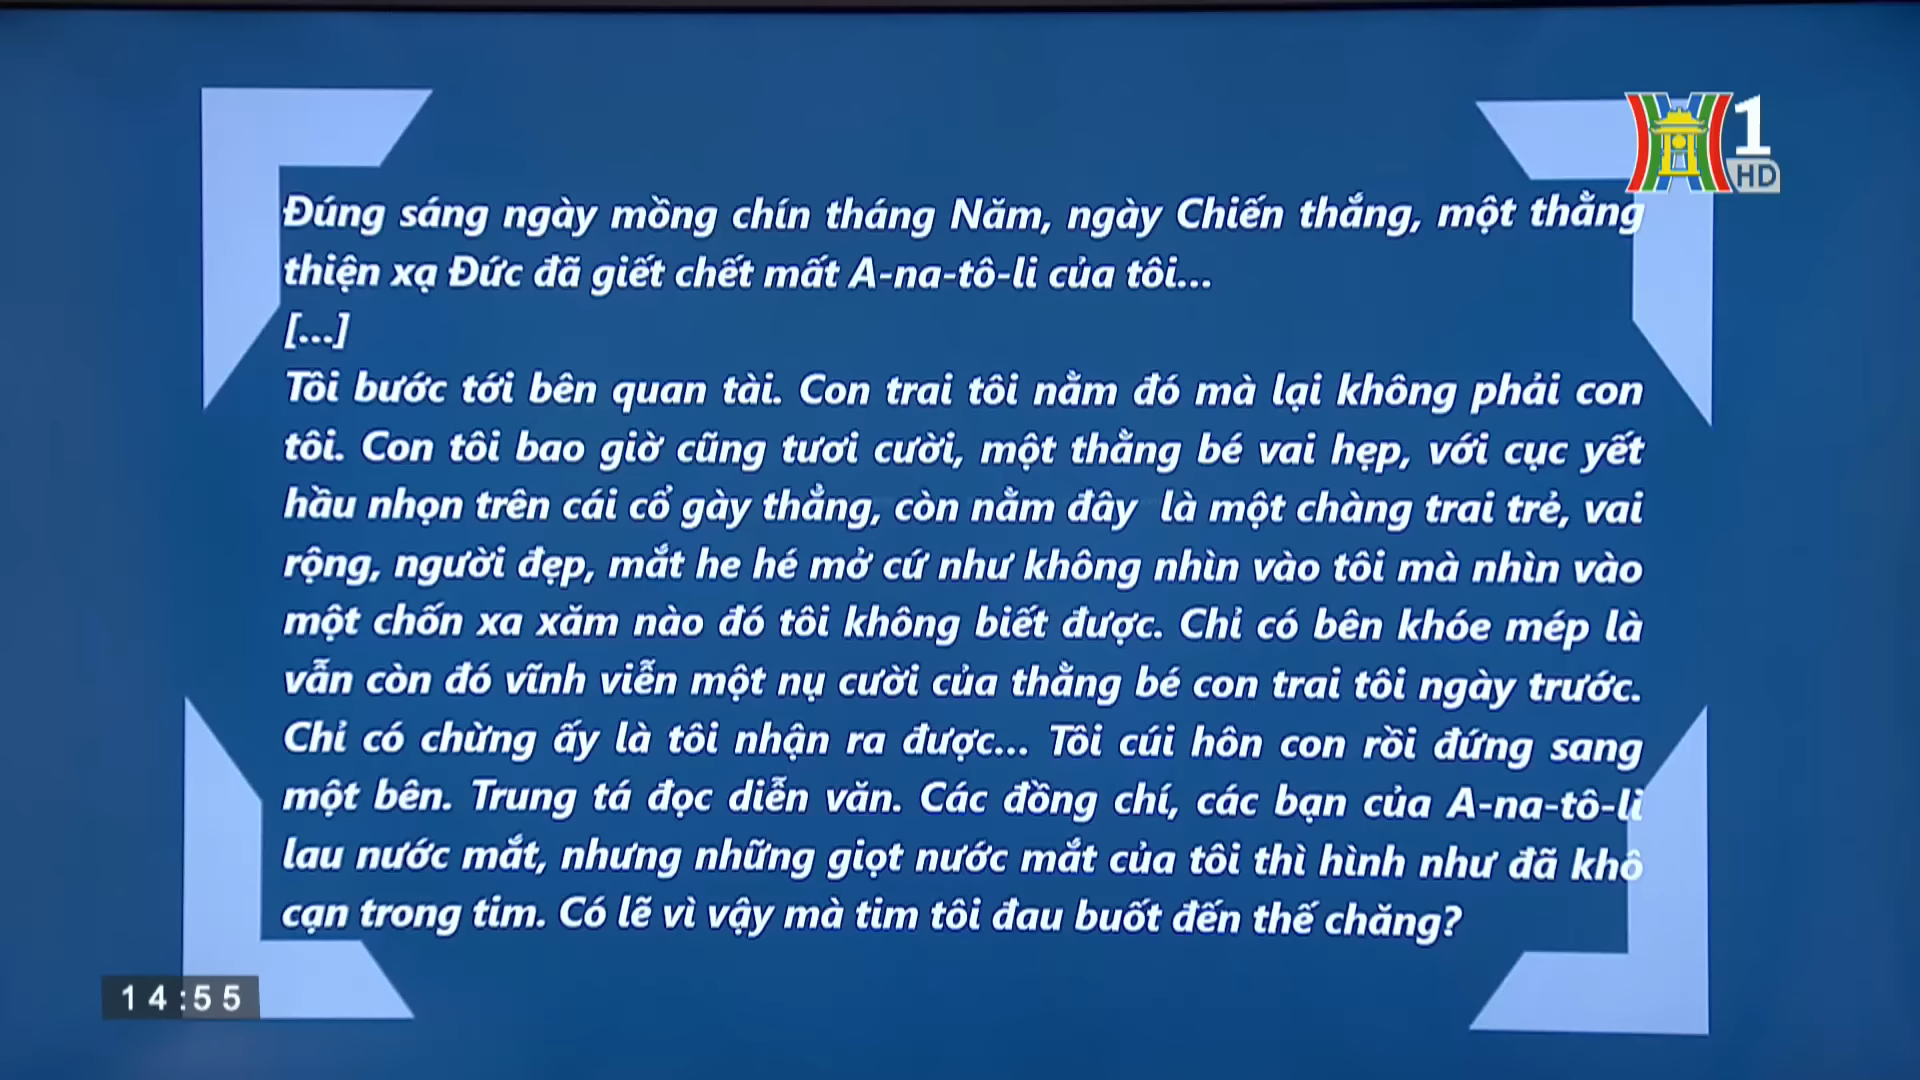 1
HD
Đúng sáng ngày mồng chín tháng Năm, ngày Chiến thắng, một thằng
thiện xạ Đức đã giết chết mất A-na-tô-li của tôi...
[...]
Tôi bước tới bên quan tài. Con trai tôi nằm đó mà lại không phải con
tôi. Con tôi bao giờ cũng tươi cười, một thằng bé vai hẹp, với cục yết
hầu nhọn trên cái cổ gày thẳng, còn nằm đây là một chàng trai trẻ, vai
rộng, người đẹp, mắt he hé mở cứ như không nhìn vào tôi mà nhìn vào
một chốn xa xăm nào đó tôi không biết được. Chỉ có bên khóe mép là
vẫn còn đó vĩnh viễn một nụ cười của thằng bé con trai tôi ngày trước.
Chỉ có chừng ấy là tôi nhận ra được... Tôi cúi hôn con rồi đứng sang
một bên. Trung tá đọc diễn văn. Các đồng chí, các bạn của A-na-tô-li
lau nước mắt, nhưng những giọt nước mắt của tôi thì hình như đã khô
cạn trong tim. Có lẽ vì vậy mà tim tôi đau buốt đến thế chăng?
14:55